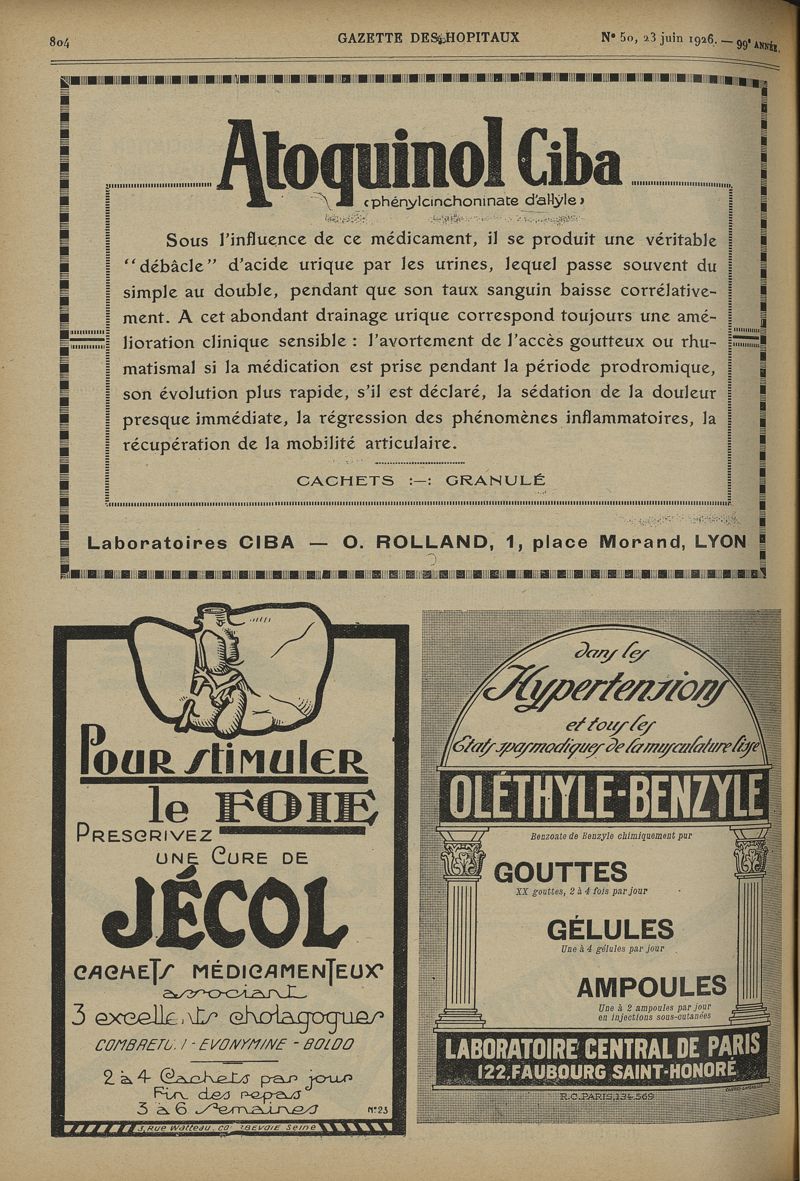 804
GAZETTE DES HOPITAUX
N° 50, 23 juin 1926. — 99e ANNÉE.
Atoquinol Ciba
(phénylcinchoninate d'allyle)
Sous l'influence de ce médicament, il se produit une véritable
"débâcle" d'acide urique par les urines, lequel passe souvent du
simple au double, pendant que son taux sanguin baisse corrélative-
ment. A cet abondant drainage urique correspond toujours une amé-
lioration clinique sensible : l'avortement de l'accès goutteux ou rhu-
matismal si la médication est prise pendant la période prodromique,
son évolution plus rapide, s'il est déclaré, la sédation de la douleur
presque immédiate, la régression des phénomènes inflammatoires, la
récupération de la mobilité articulaire.
CACHETS :—: GRANULÉ
Laboratoires CIBA — O. ROLLAND, 1, place Morand, LYON
POUR stimuler
le FOIE
PRESCRIVEZ
UNE CURE DE
JÉCOL
CACHETS MÉDICAMENTEUX
associant
3 excellents cholagogues
COMBRETUM - EVONYMINE - BOLDO
2 à 4 Cachets par jour
Fin des repas
3 à 6 semaines
N°23
3, Rue Watteau, COURBEVOIE Seine
dans les
Hypertensions
et tous les
États spasmodiques de la musculature lisse
OLÉTHYLE-BENZYLE
Benzoate de Benzyle chimiquement pur
GOUTTES
XX gouttes, 2 à 4 fois par jour
GÉLULES
Une à 4 gélules par jour
AMPOULES
Une à 2 ampoules par jour
en injections sous-cutanées
LABORATOIRE CENTRAL DE PARIS
122, FAUBOURG SAINT-HONORÉ
R.C. PARIS, 134.569